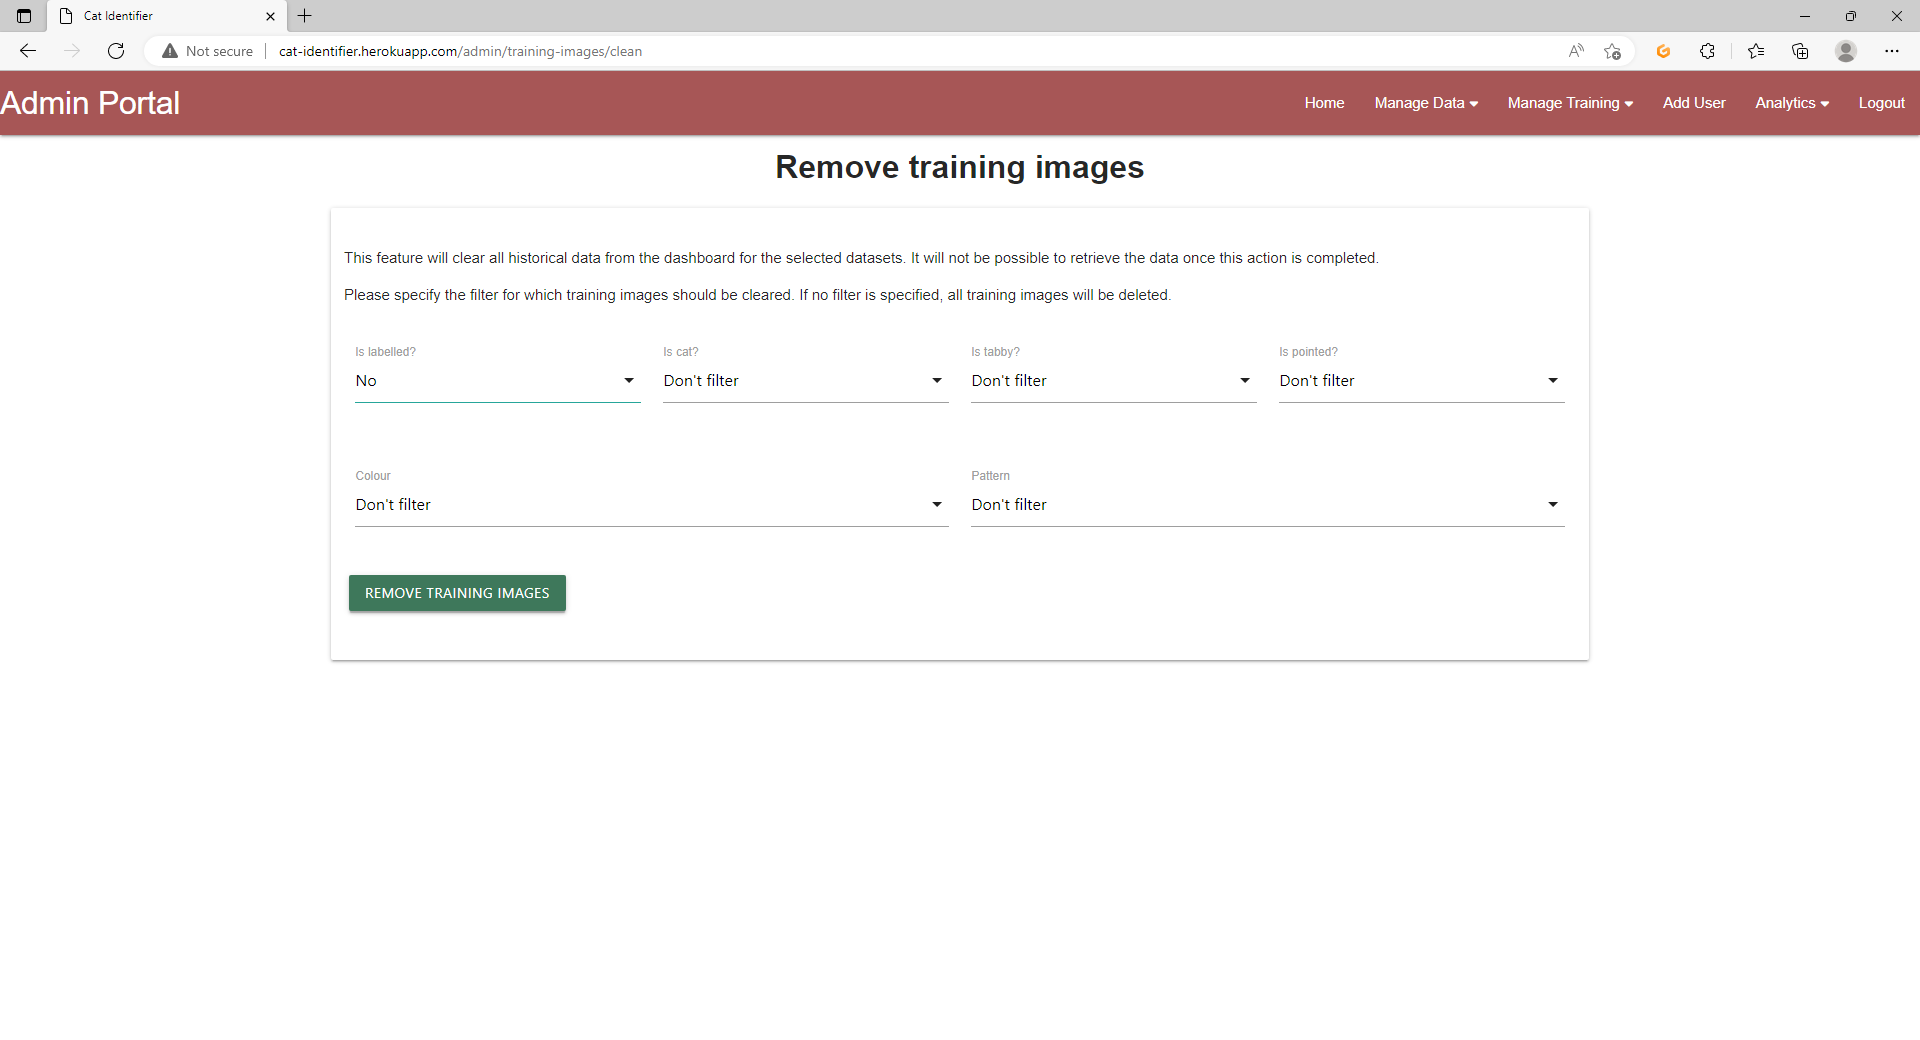 Cat Identifier
Not secure
cat-identifier.herokuapp.com/admin/training-images/clean
Admin Portal
Home
Manage Data
Manage Training
Add User
Analytics
Logout
Remove training images
This feature will clear all historical data from the dashboard for the selected datasets. It will not be possible to retrieve the data once this action is completed.
Please specify the filter for which training images should be cleared. If no filter is specified, all training images will be deleted.
Is labelled?
No
Is cat?
Don't filter
Is tabby?
Don't filter
Is pointed?
Don't filter
Colour
Don't filter
Pattern
Don't filter
REMOVE TRAINING IMAGES